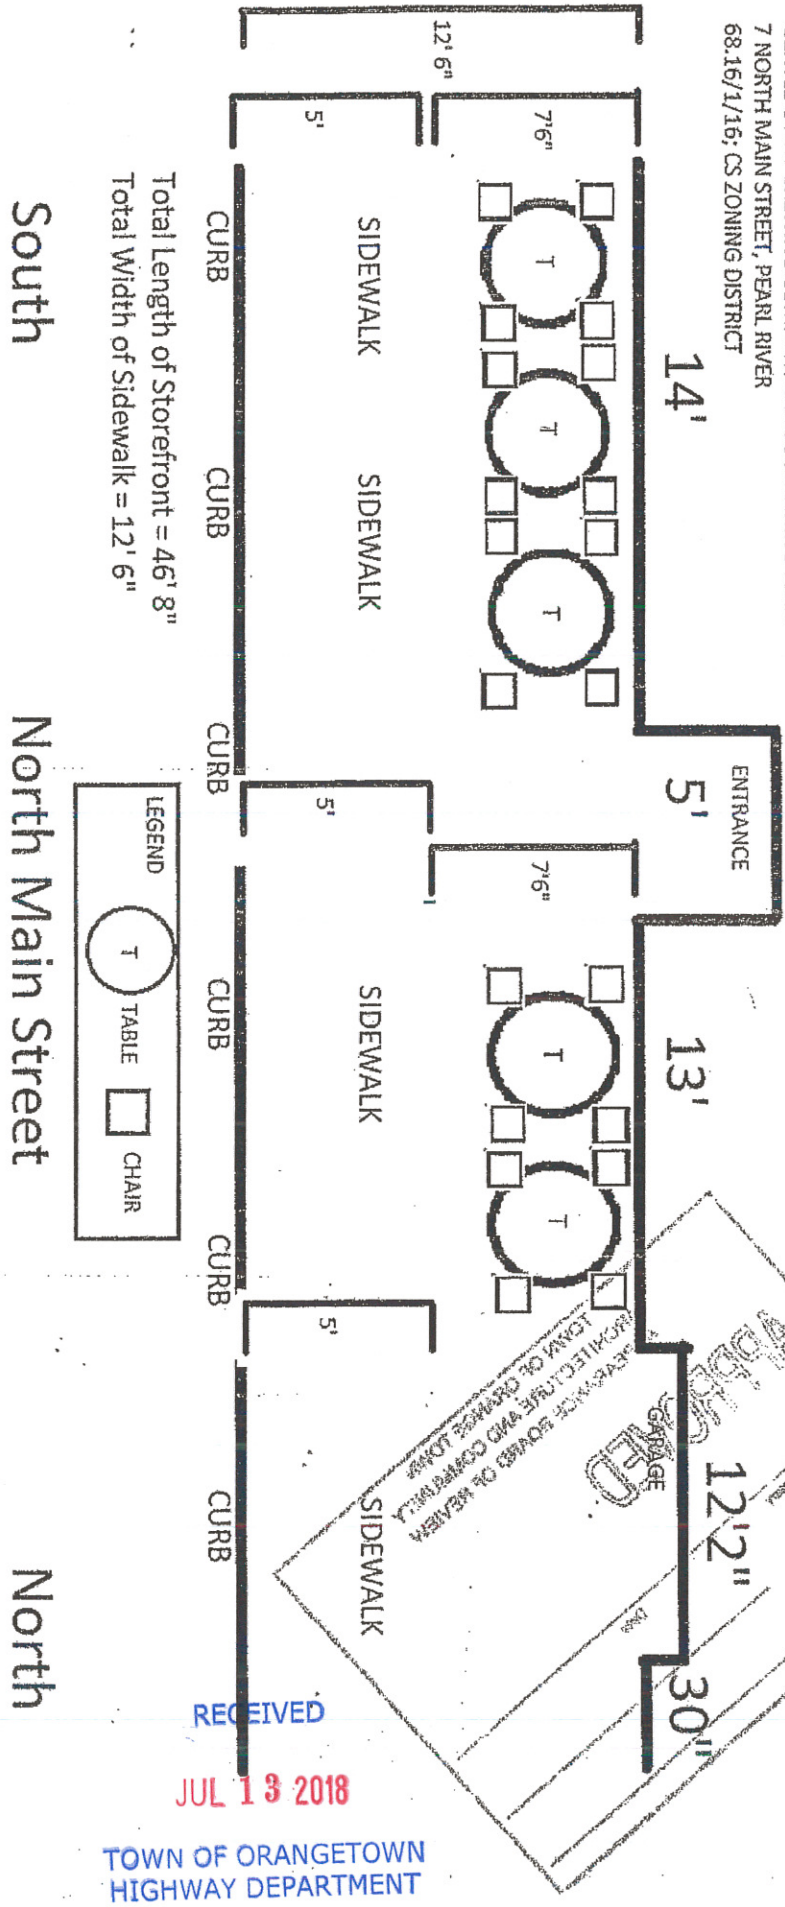 7 NORTH MAIN STREET, PEARL RIVER
68.16/1/16; CS ZONING DISTRICT
14'
5'
13'
12'2"
30"
ENTRANCE
GARAGE
12' 6"
7'6"
7'6"
5'
5'
5'
T
T
T
T
T
SIDEWALK
SIDEWALK
SIDEWALK
SIDEWALK
CURB
CURB
CURB
CURB
CURB
CURB
Total Length of Storefront = 46' 8"
Total Width of Sidewalk = 12' 6"
LEGEND
T
TABLE
CHAIR
South
North Main Street
North
APPROVED
BOARD OF REVIEW
ARCHITECTURE AND COMMUNITY
TOWN OF ORANGE TOWN
RECEIVED
JUL 13 2018
TOWN OF ORANGETOWN
HIGHWAY DEPARTMENT